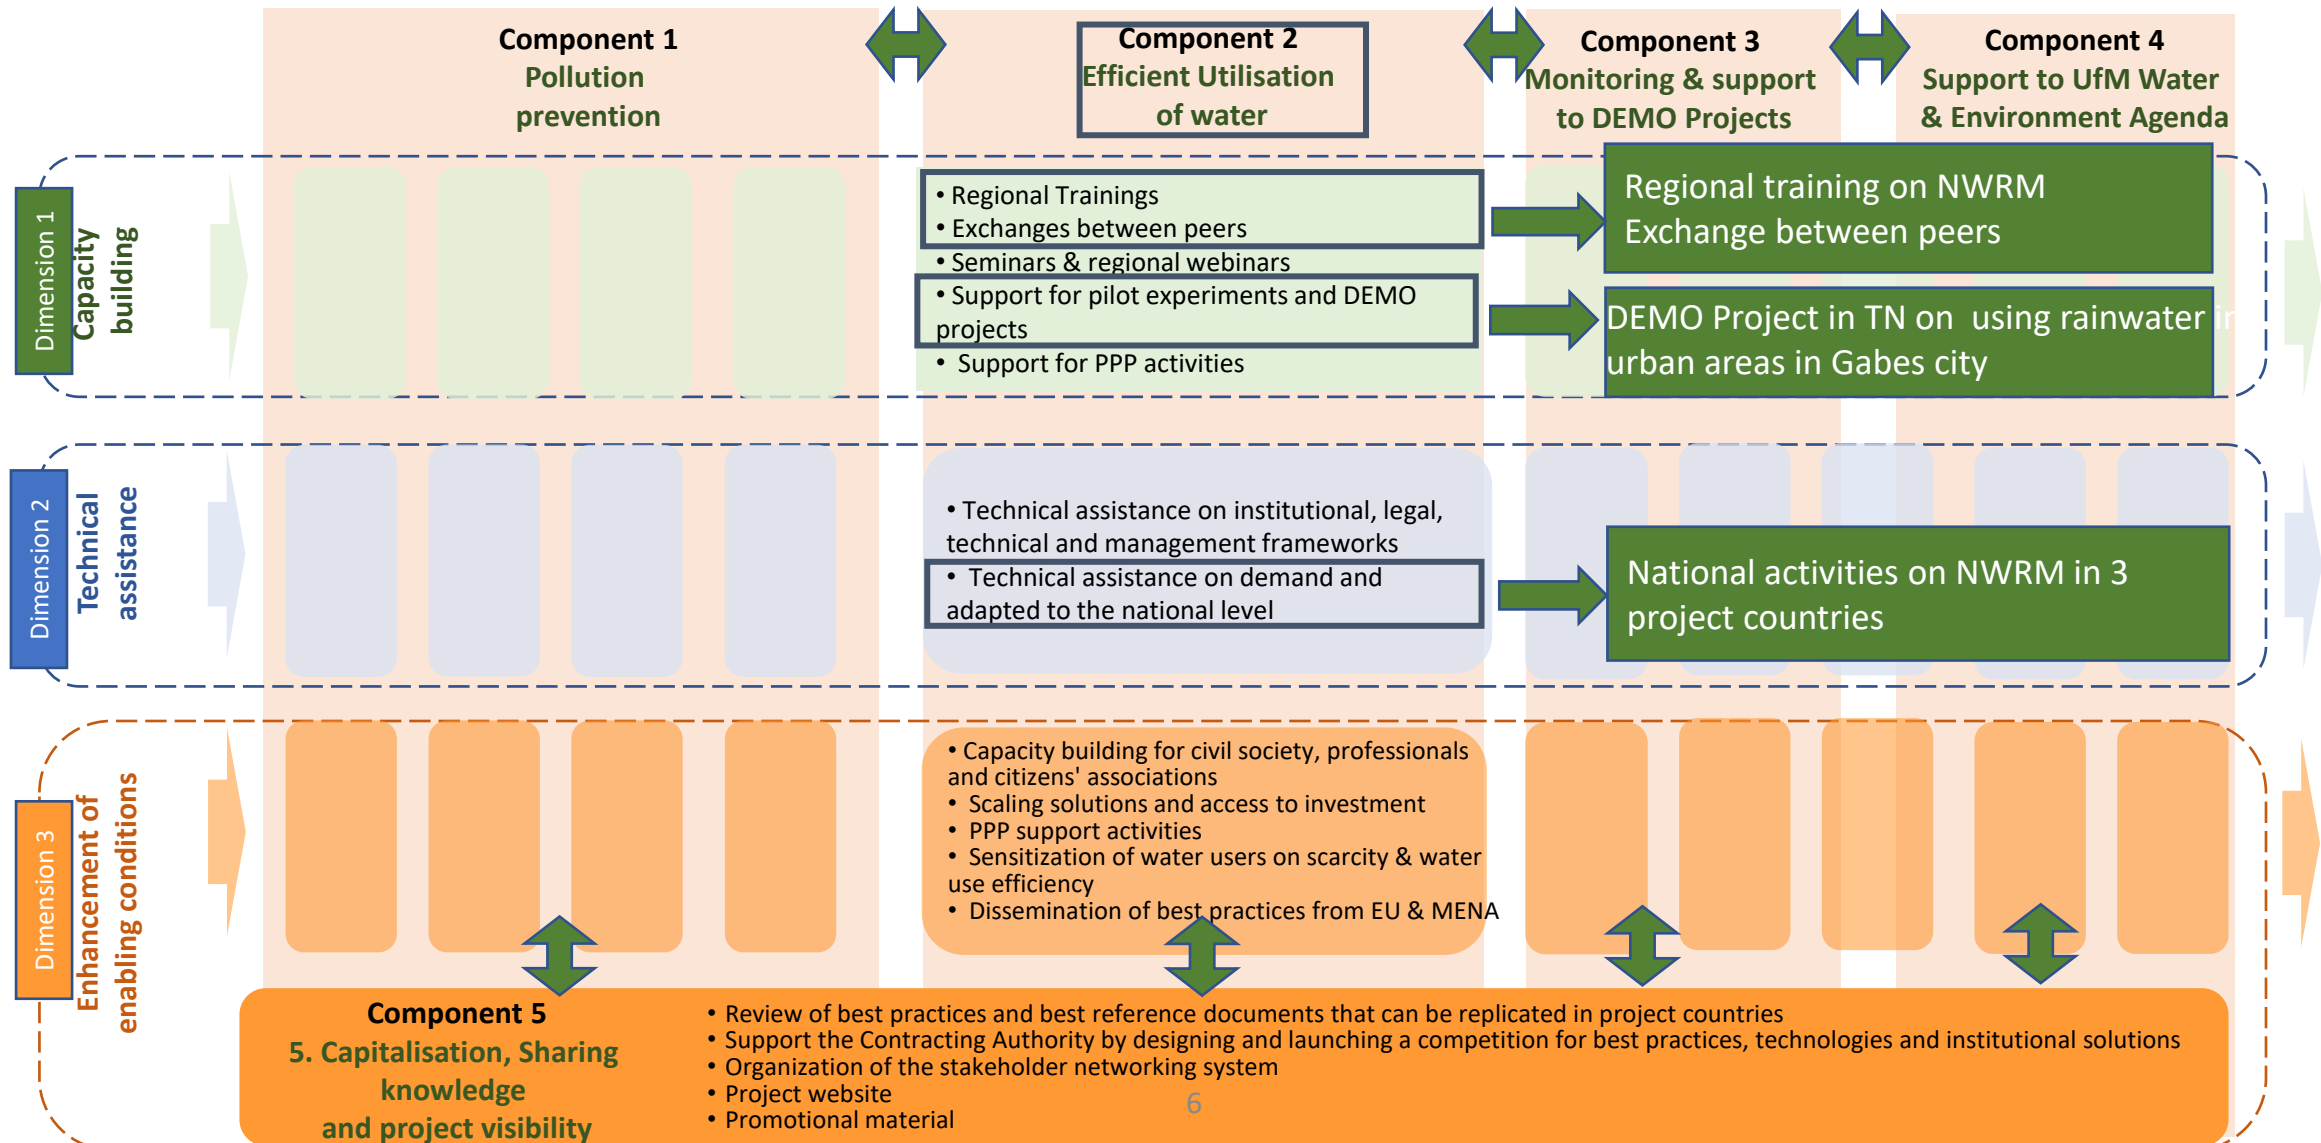 Component 1
Pollution
prevention
Component 2
Efficient Utilisation
of water
Component 3
Monitoring & support
to DEMO Projects
Component 4
Support to UfM Water
& Environment Agenda
Dimension 1
Capacity
building
• Regional Trainings
• Exchanges between peers
• Seminars & regional webinars
• Support for pilot experiments and DEMO
projects
• Support for PPP activities
Regional training on NWRM
Exchange between peers
DEMO Project in TN on using rainwater in
urban areas in Gabes city
Dimension 2
Technical
assistance
• Technical assistance on institutional, legal,
technical and management frameworks
• Technical assistance on demand and
adapted to the national level
National activities on NWRM in 3
project countries
Dimension 3
Enhancement of
enabling conditions
• Capacity building for civil society, professionals
and citizens' associations
• Scaling solutions and access to investment
• PPP support activities
• Sensitization of water users on scarcity & water
use efficiency
• Dissemination of best practices from EU & MENA
Component 5
5. Capitalisation, Sharing
knowledge
and project visibility
• Review of best practices and best reference documents that can be replicated in project countries
• Support the Contracting Authority by designing and launching a competition for best practices, technologies and institutional solutions
• Organization of the stakeholder networking system
• Project website
• Promotional material
6